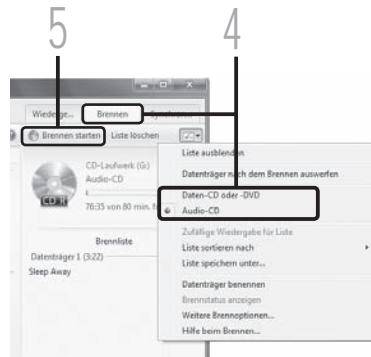 5 4
Wiederge... Brennen
Brennen starten Liste löschen
CD-Laufwerk (G:)
Audio-CD
76:35 von 80 min. f
CD R
Brennliste
Datenträger 1 (3:22)
Sleep Away
Liste ausblenden
Datenträger nach dem Brennen auswerfen
Daten-CD oder -DVD
Audio-CD
Zufällige Wiedergabe für Liste
Liste sortieren nach
Liste speichern unter...
Datenträger benennen
Brennstatus anzeigen
Weitere Brennoptionen...
Hilfe beim Brennen...